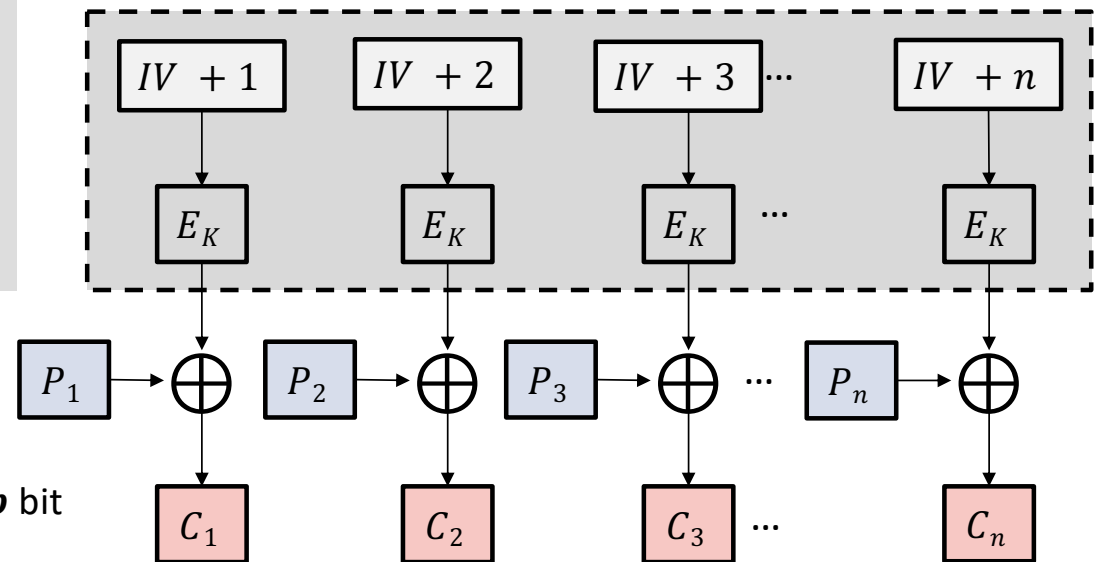 IV + 1 IV + 2 IV + 3 ... IV + n
E_K E_K E_K ... E_K
P_1 ⊕ P_2 ⊕ P_3 ⊕ ... P_n ⊕
b bit
C_1 C_2 C_3 ... C_n